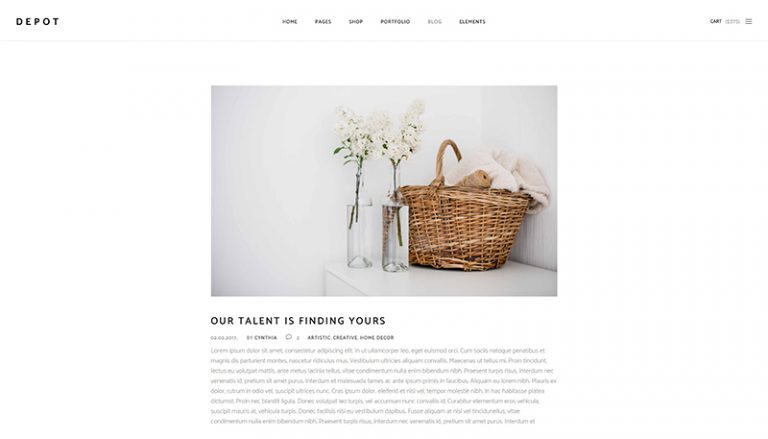 DEPOT
HOME PAGES SHOP PORTFOLIO BLOG ELEMENTS
CART
OUR TALENT IS FINDING YOURS
02.02.2017. BY CYNTHIA 2 ARTISTIC, CREATIVE, HOME DECOR
Lorem ipsum dolor sit amet, consectetur adipiscing elit. In ut ullamcorper leo, eget euismod orci. Cum sociis natoque penatibus et
magnis dis parturient montes, nascetur ridiculus mus. Vestibulum ultricies aliquam convallis. Maecenas ut tellus mi. Proin tincidunt,
lectus eu volutpat mattis, ante metus lacinia tellus, vitae condimentum nulla enim bibendum nibh. Praesent turpis risus, interdum nec
venenatis id, pretium sit amet purus. Interdum et malesuada fames ac ante ipsum primis in faucibus. Aliquam eu lorem nibh. Mauris ex
dolor, rutrum in odio vel, suscipit ultrices nunc. Cras ipsum dolor, eleifend et nisl vel, tempor molestie nibh. In hac habitasse platea
dictumst. Proin nec blandit ligula. Donec volutpat leo turpis, vel accumsan nunc convallis id. Curabitur elementum eros vehicula,
suscipit mauris at, vehicula turpis. Donec facilisis nisi eu vestibulum dapibus. Fusce aliquam at nisl vel tincidunellus, vitae
condimentum nulla enim bibendum nibh. Praesent turpis risus, interdum nec venenatis id, pretium sit amet purus. Interdum et